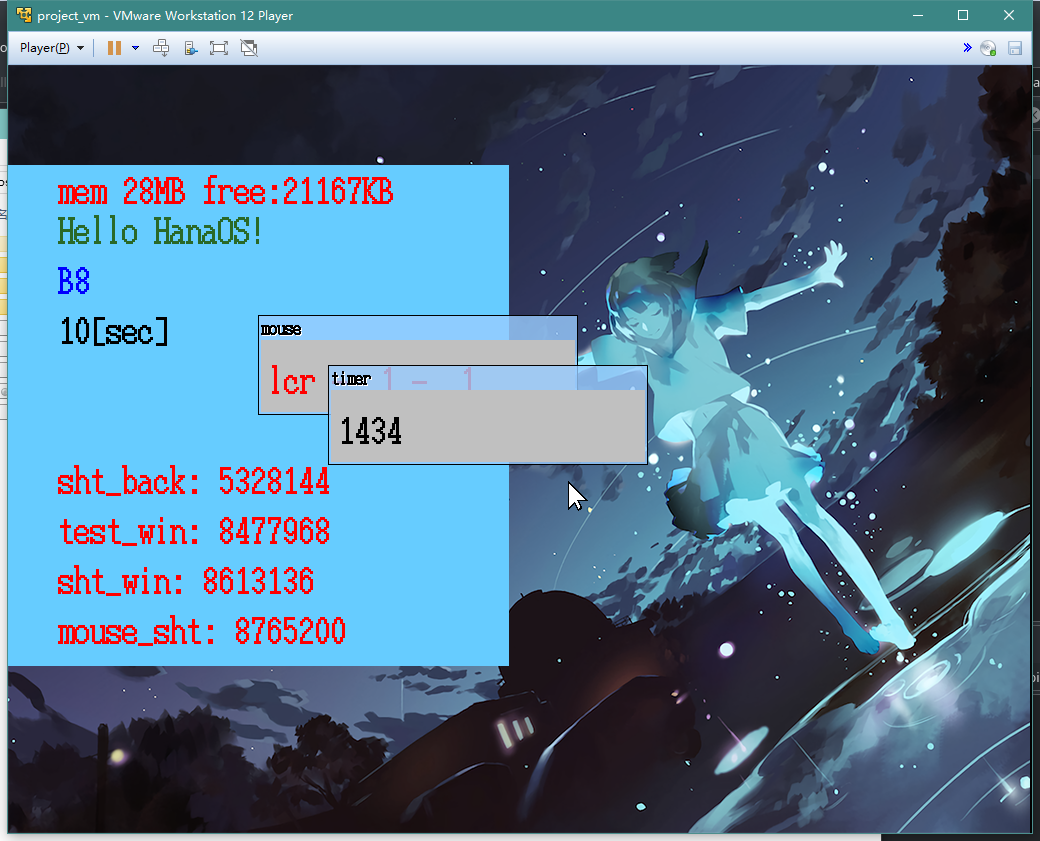 project_vm - VMware Workstation 12 Player
Player(P)
mem 28MB free:21167KB
Hello HanaOS!
B8
10[sec]
mouse
lcr 1 - 1
timer
1434
sht_back: 5328144
test_win: 8477968
sht_win: 8613136
mouse_sht: 8765200